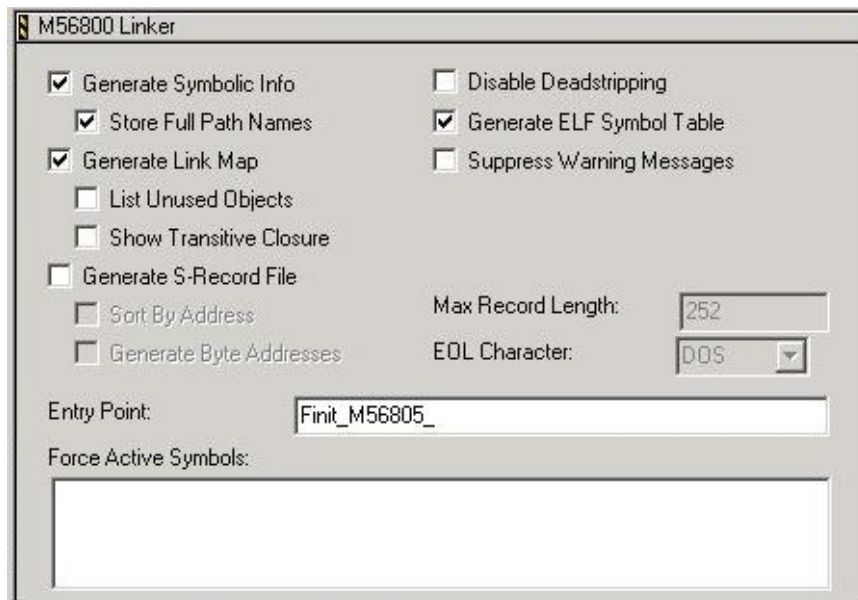 M56800 Linker
Generate Symbolic Info
Disable Deadstripping
Store Full Path Names
Generate ELF Symbol Table
Generate Link Map
Suppress Warning Messages
List Unused Objects
Show Transitive Closure
Generate S-Record File
Sort By Address
Max Record Length: 252
Generate Byte Addresses
EOL Character: DOS
Entry Point: Finit_M56805_
Force Active Symbols: